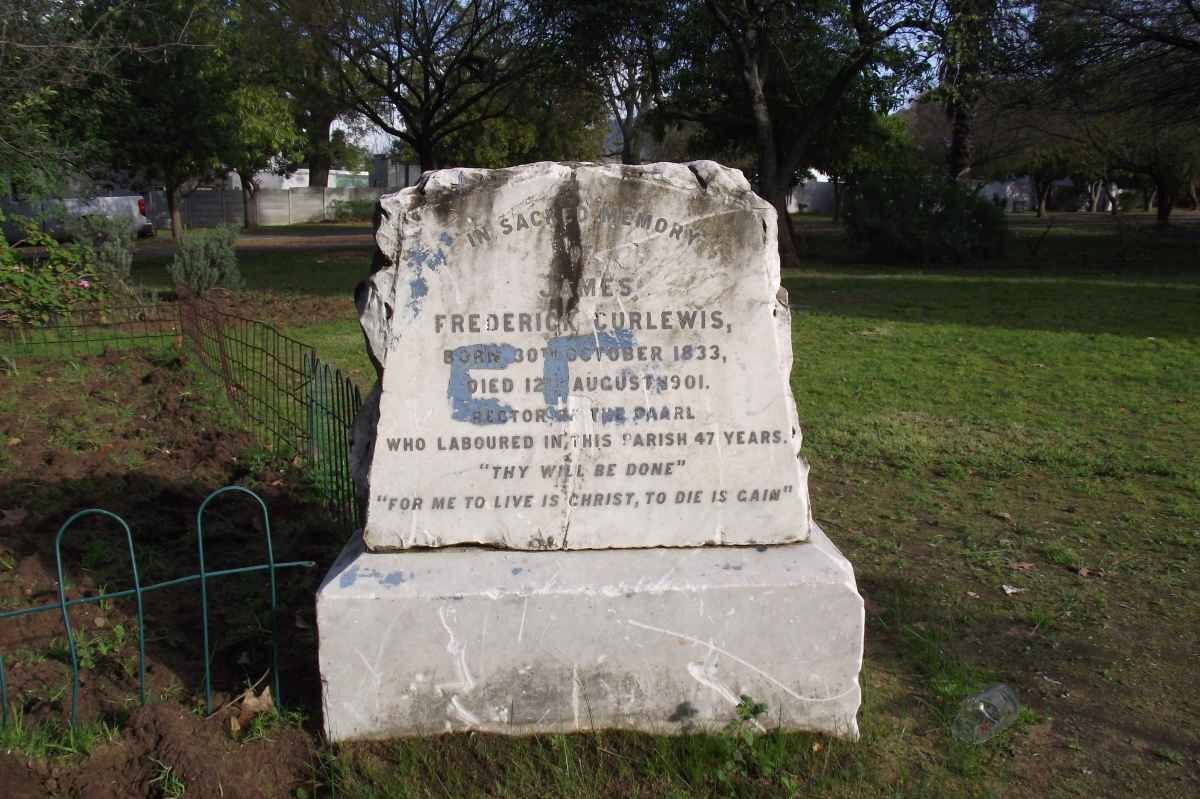 IN SACRED MEMORY
JAMES
FREDERICK CURLEWIS,
BORN 30TH OCTOBER 1833,
DIED 12TH AUGUST 1901.
RECTOR OF THE PAARL
WHO LABOURED IN THIS PARISH 47 YEARS.
"THY WILL BE DONE"
"FOR ME TO LIVE IS CHRIST, TO DIE IS GAIN"